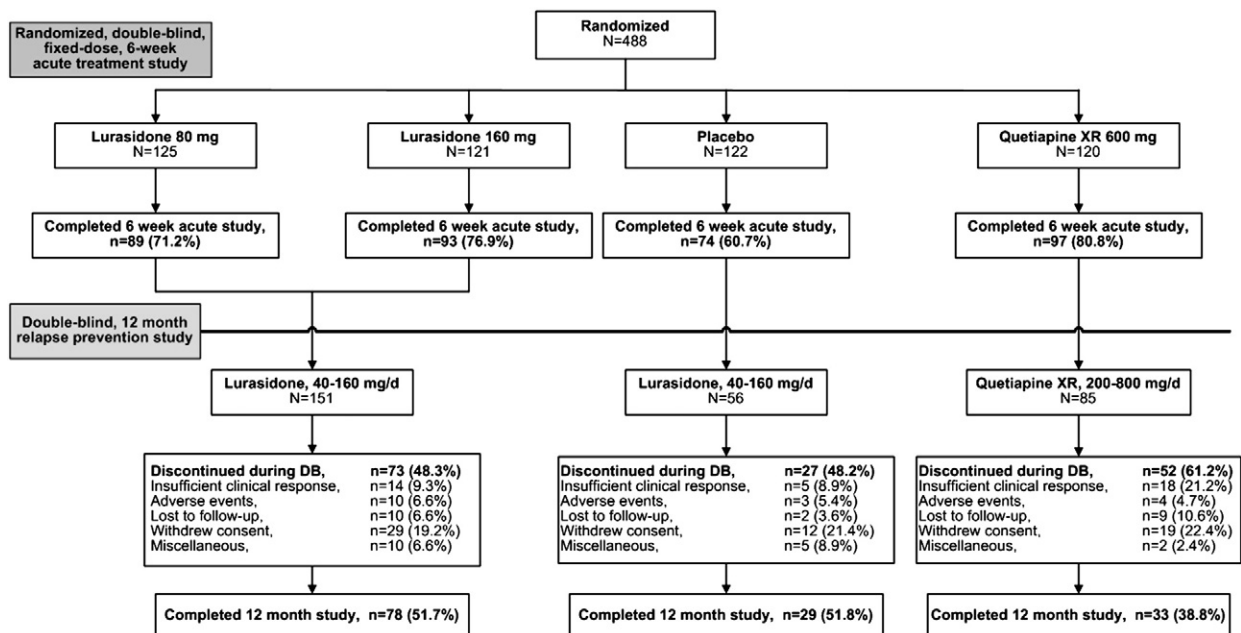 Randomized, double-blind,
fixed-dose, 6-week
acute treatment study
Randomized
N=488
Lurasidone 80 mg
N=125
Lurasidone 160 mg
N=121
Placebo
N=122
Quetiapine XR 600 mg
N=120
Completed 6 week acute study,
n=89 (71.2%)
Completed 6 week acute study,
n=93 (76.9%)
Completed 6 week acute study,
n=74 (60.7%)
Completed 6 week acute study,
n=97 (80.8%)
Double-blind, 12 month
relapse prevention study
Lurasidone, 40-160 mg/d
N=151
Lurasidone, 40-160 mg/d
N=56
Quetiapine XR, 200-800 mg/d
N=85
Discontinued during DB, n=73 (48.3%)
Insufficient clinical response, n=14 (9.3%)
Adverse events, n=10 (6.6%)
Lost to follow-up, n=10 (6.6%)
Withdrew consent, n=29 (19.2%)
Miscellaneous, n=10 (6.6%)
Discontinued during DB, n=27 (48.2%)
Insufficient clinical response, n=5 (8.9%)
Adverse events, n=3 (5.4%)
Lost to follow-up, n=2 (3.6%)
Withdrew consent, n=12 (21.4%)
Miscellaneous, n=5 (8.9%)
Discontinued during DB, n=52 (61.2%)
Insufficient clinical response, n=18 (21.2%)
Adverse events, n=4 (4.7%)
Lost to follow-up, n=9 (10.6%)
Withdrew consent, n=19 (22.4%)
Miscellaneous, n=2 (2.4%)
Completed 12 month study, n=78 (51.7%)
Completed 12 month study, n=29 (51.8%)
Completed 12 month study, n=33 (38.8%)